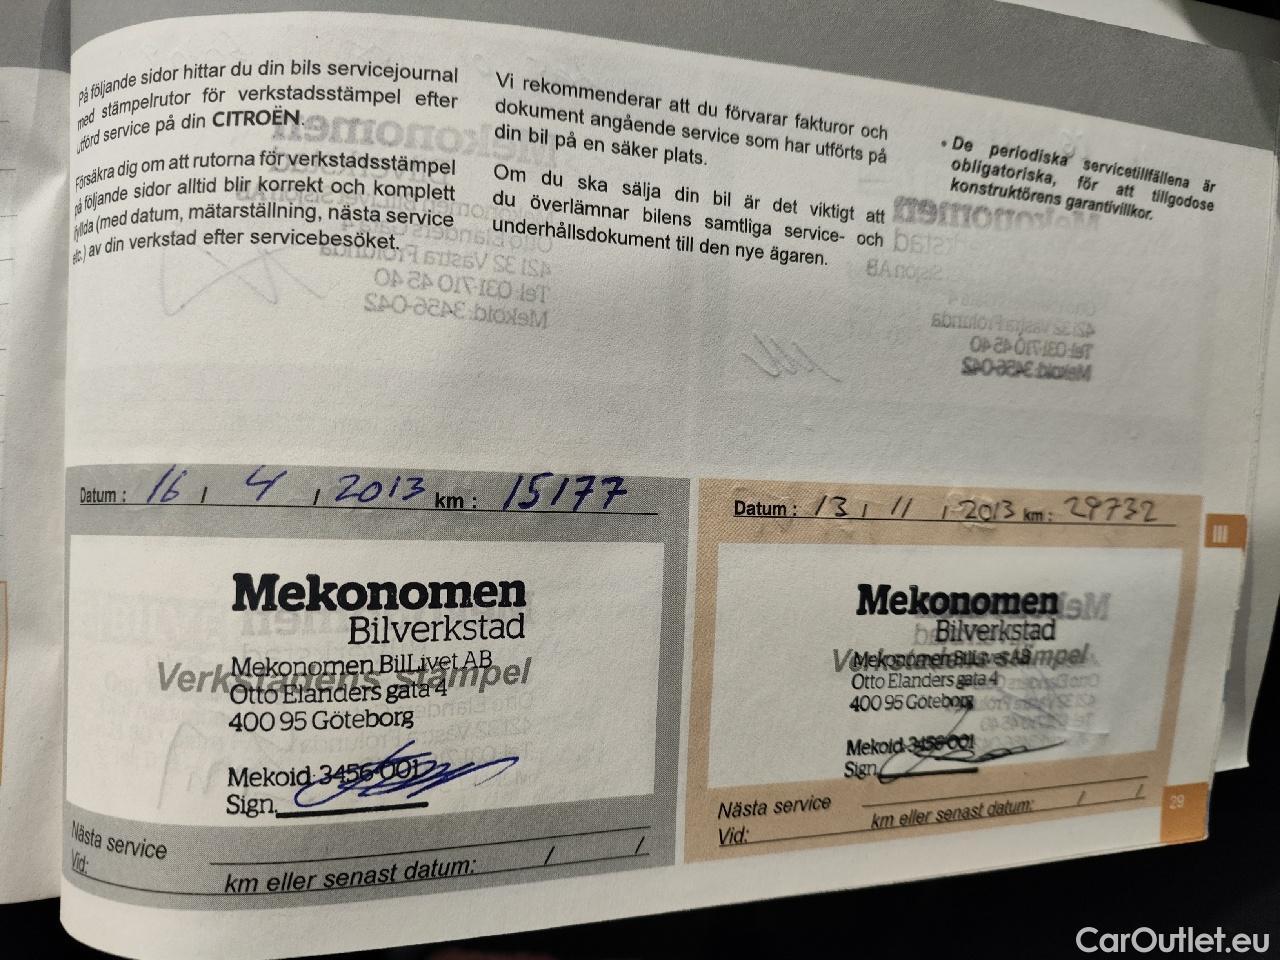 På följande sidor hittar du din bils servicejournal
med stämpelrutor för verkstadsstämpel efter
utförd service på din CITROËN.
Försäkra dig om att rutorna för verkstadsstämpel
på följande sidor alltid blir korrekt och komplett
ifyllda (med datum, mätarställning, nästa service
etc.) av din verkstad efter servicebesöket.
Vi rekommenderar att du förvarar fakturor och
dokument angående service som har utförts på
din bil på en säker plats.
Om du ska sälja din bil är det viktigt att
du överlämnar bilens samtliga service- och
underhållsdokument till den nye ägaren.
• De periodiska servicetillfällena är
obligatoriska, för att tillgodose
konstruktörens garantivillkor.
Datum : 16 / 4 / 2013 km : 15177
Mekonomen
Bilverkstad
Mekonomen BilLivet AB
Verkstadens stämpel
Otto Elanders gata 4
400 95 Göteborg
Mekoid: 3456-001
Sign.
Nästa service
Vid:
km eller senast datum: / /
Datum : 13 / 11 / 2013 km : 29732
Mekonomen
Bilverkstad
Mekonomen BilLivet AB
Verkstadens stämpel
Otto Elanders gata 4
400 95 Göteborg
Mekoid: 3456-001
Sign.
Nästa service
Vid:
km eller senast datum: / /
III
29
CarOutlet.eu